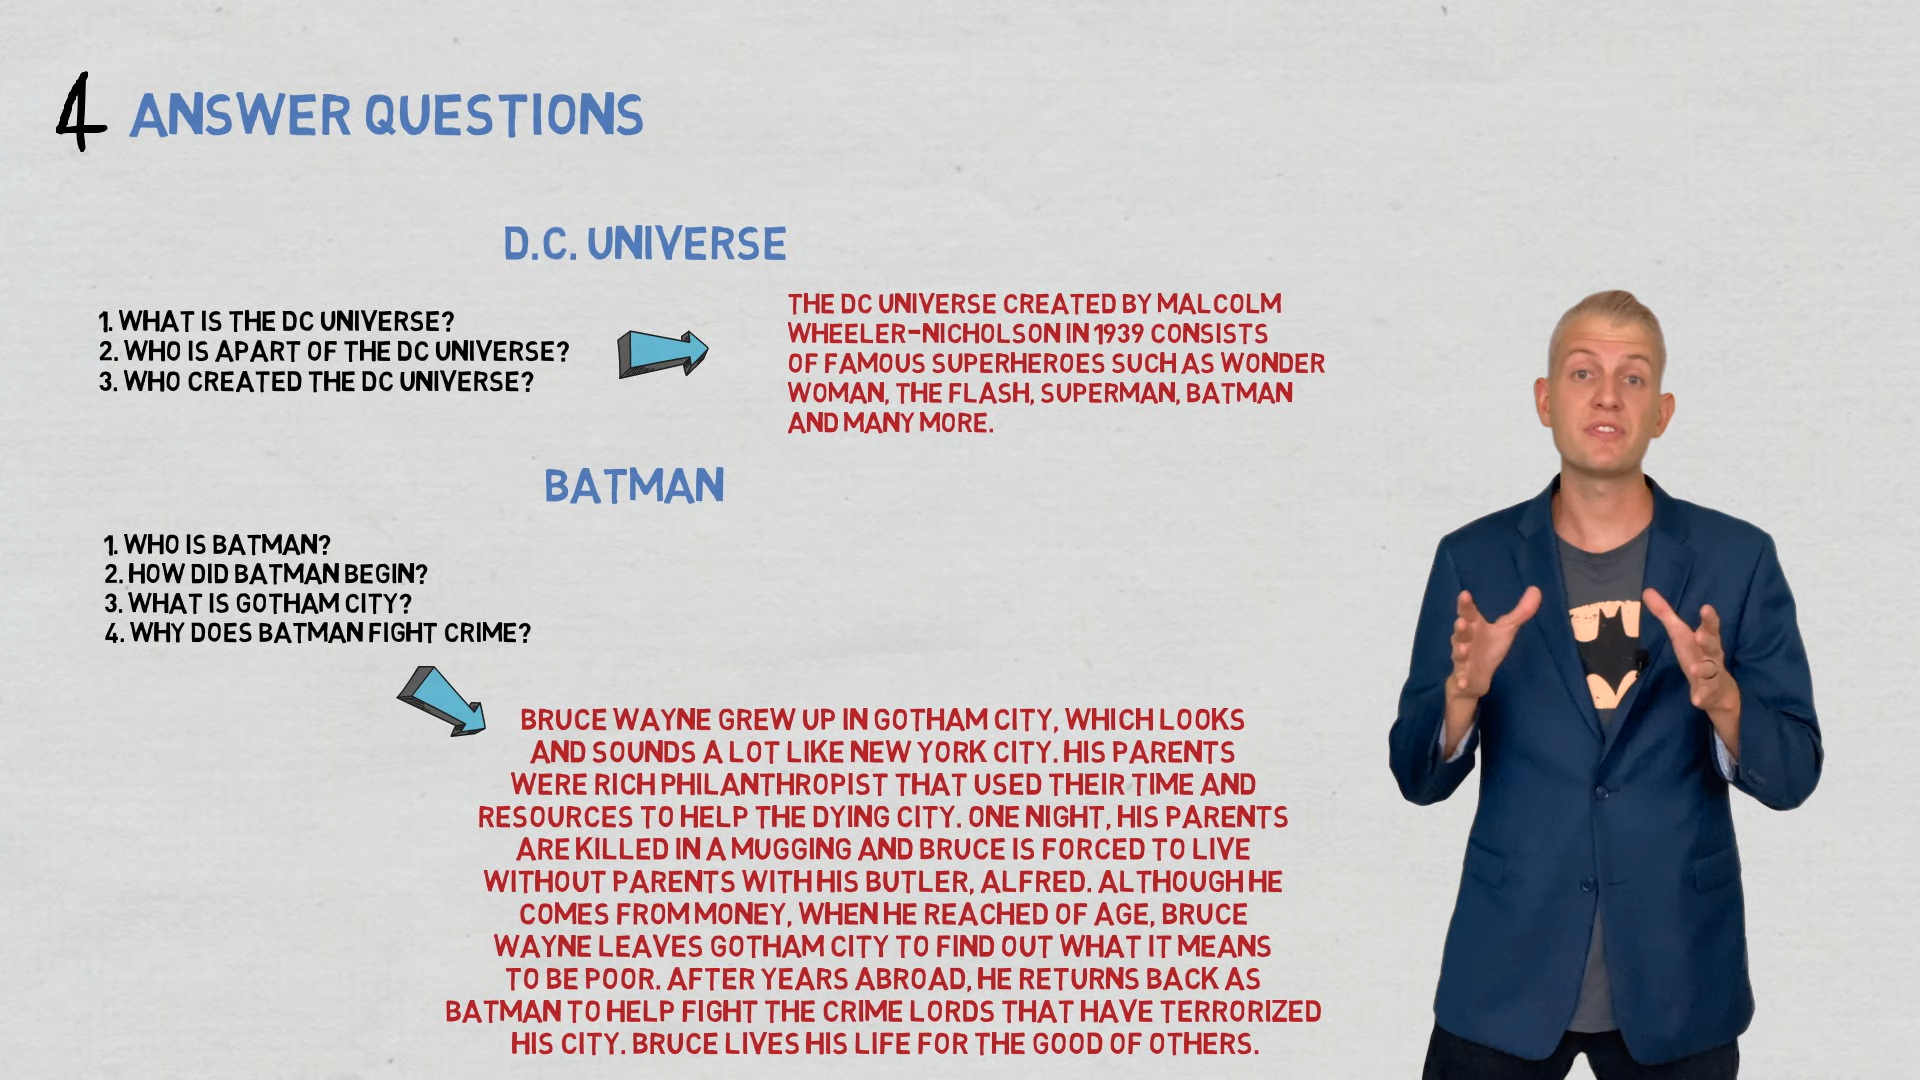 4 ANSWER QUESTIONS
D.C. UNIVERSE
1. WHAT IS THE DC UNIVERSE?
2. WHO IS APART OF THE DC UNIVERSE?
3. WHO CREATED THE DC UNIVERSE?
THE DC UNIVERSE CREATED BY MALCOLM
WHEELER-NICHOLSON IN 1939 CONSISTS
OF FAMOUS SUPERHEROES SUCH AS WONDER
WOMAN, THE FLASH, SUPERMAN, BATMAN
AND MANY MORE.
BATMAN
1. WHO IS BATMAN?
2. HOW DID BATMAN BEGIN?
3. WHAT IS GOTHAM CITY?
4. WHY DOES BATMAN FIGHT CRIME?
BRUCE WAYNE GREW UP IN GOTHAM CITY, WHICH LOOKS
AND SOUNDS A LOT LIKE NEW YORK CITY. HIS PARENTS
WERE RICH PHILANTHROPIST THAT USED THEIR TIME AND
RESOURCES TO HELP THE DYING CITY. ONE NIGHT, HIS PARENTS
ARE KILLED IN A MUGGING AND BRUCE IS FORCED TO LIVE
WITHOUT PARENTS WITH HIS BUTLER, ALFRED. ALTHOUGH HE
COMES FROM MONEY, WHEN HE REACHED OF AGE, BRUCE
WAYNE LEAVES GOTHAM CITY TO FIND OUT WHAT IT MEANS
TO BE POOR. AFTER YEARS ABROAD, HE RETURNS BACK AS
BATMAN TO HELP FIGHT THE CRIME LORDS THAT HAVE TERRORIZED
HIS CITY. BRUCE LIVES HIS LIFE FOR THE GOOD OF OTHERS.